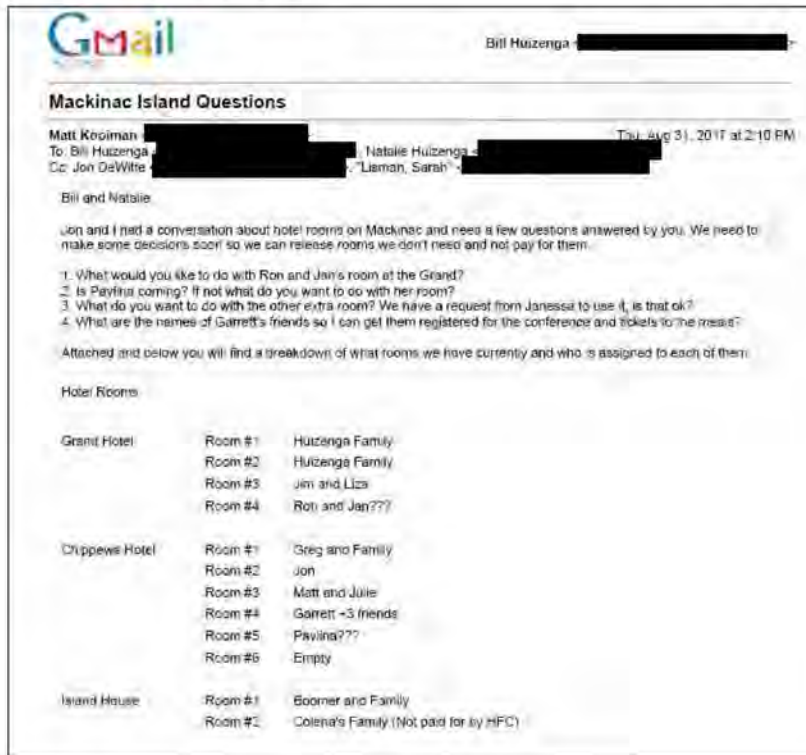 Gmail
Bill Huizenga <
Mackinac Island Questions
Matt Kooiman <
Thu, Aug 31, 2017 at 2:10 PM
To: Bill Huizenga , Natalie Huizenga <
Cc: Jon DeWitte < >, "Lisman, Sarah" <
Bill and Natalie
Jon and I had a conversation about hotel rooms on Mackinac and need a few questions answered by you. We need to
make some decisions soon so we can release rooms we don't need and not pay for them.
1. What would you like to do with Ron and Jan's room at the Grand?
2. Is Pavlina coming? If not what do you want to do with her room?
3. What do you want to do with the other extra room? We have a request from Janessa to use it, is that ok?
4. What are the names of Garrett's friends so I can get them registered for the conference and tickets to the meals?
Attached and below you will find a breakdown of what rooms we have currently and who is assigned to each of them.
Hotel Rooms
Grand Hotel Room #1 Huizenga Family
Room #2 Huizenga Family
Room #3 Jim and Liza
Room #4 Ron and Jan???
Chippewa Hotel Room #1 Greg and Family
Room #2 Jon
Room #3 Matt and Julie
Room #4 Garrett +3 friends
Room #5 Pavlina???
Room #6 Empty
Island House Room #1 Boomer and Family
Room #2 Colena's Family (Not paid for by HFC)